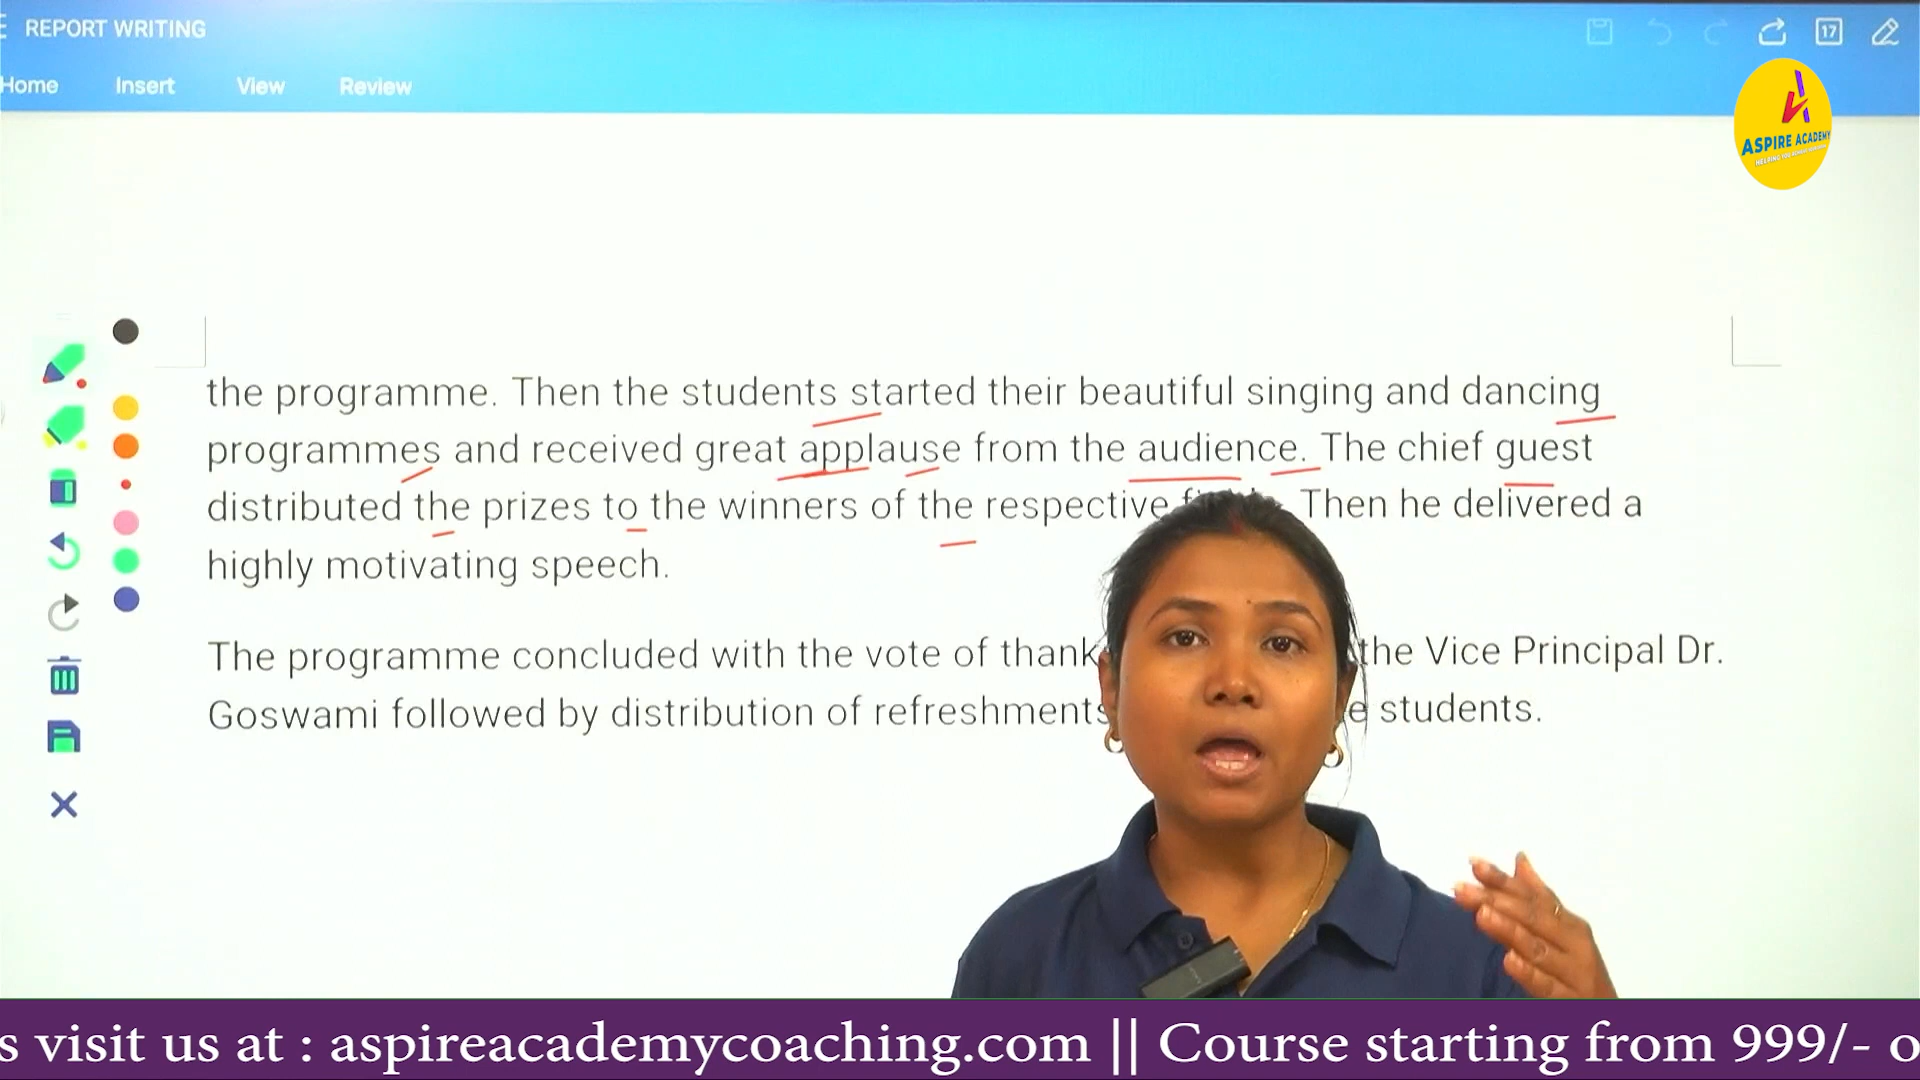 REPORT WRITING
17
Home Insert View Review
ASPIRE ACADEMY
the programme. Then the students started their beautiful singing and dancing
programmes and received great applause from the audience. The chief guest
distributed the prizes to the winners of the respective Then he delivered a
highly motivating speech.
The programme concluded with the vote of thank the Vice Principal Dr.
Goswami followed by distribution of refreshments students.
s visit us at : aspireacademycoaching.com || Course starting from 999/- o